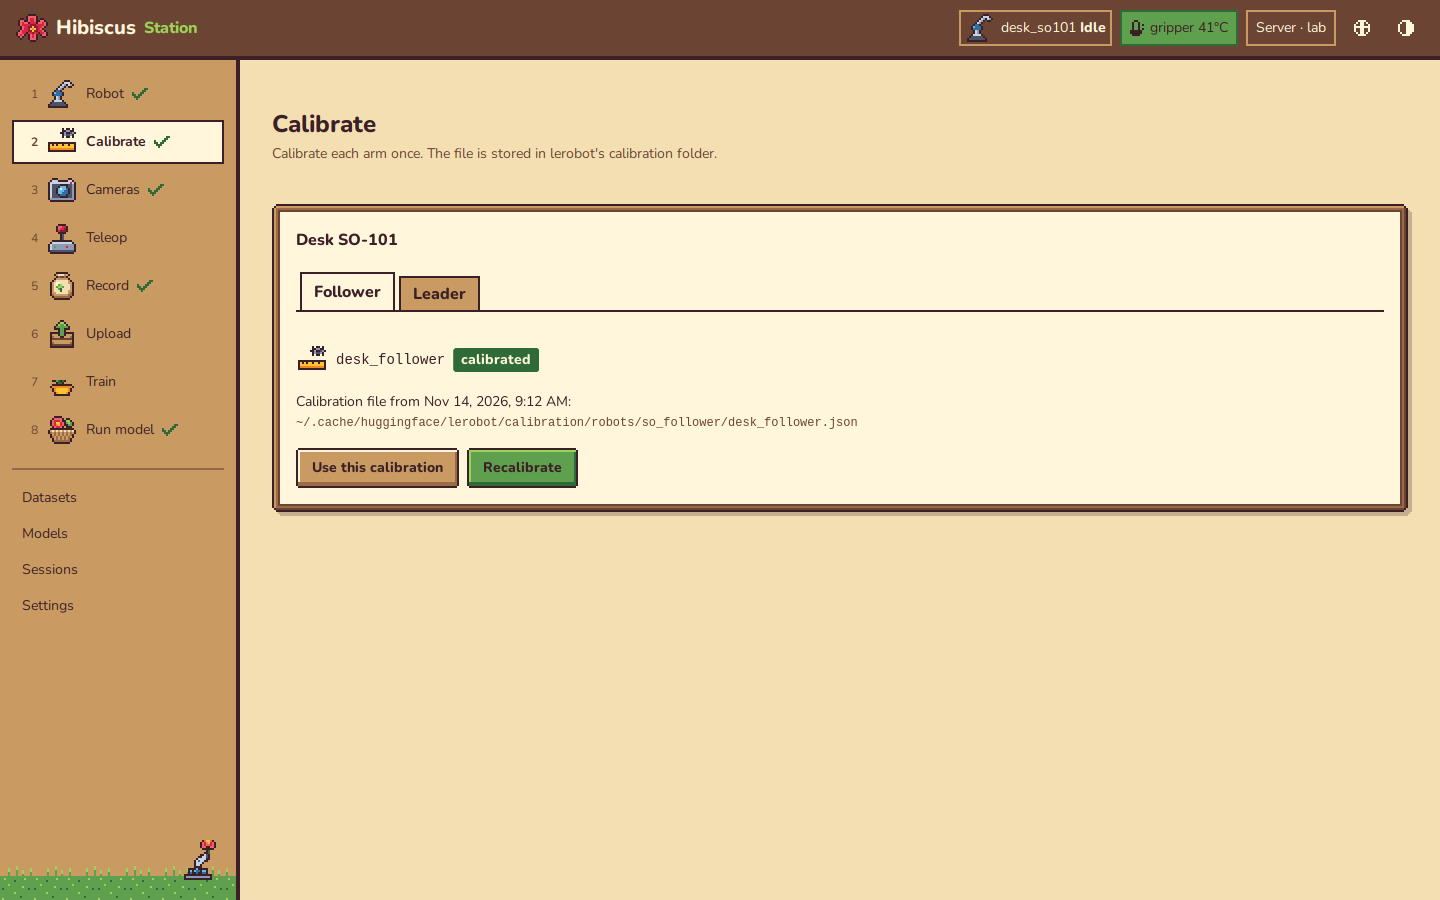 Hibiscus Station
desk_so101 Idle
gripper 41°C
Server · lab
1 Robot
2 Calibrate
3 Cameras
4 Teleop
5 Record
6 Upload
7 Train
8 Run model
Datasets
Models
Sessions
Settings
Calibrate
Calibrate each arm once. The file is stored in lerobot's calibration folder.
Desk SO-101
Follower
Leader
desk_follower calibrated
Calibration file from Nov 14, 2026, 9:12 AM:
~/.cache/huggingface/lerobot/calibration/robots/so_follower/desk_follower.json
Use this calibration
Recalibrate